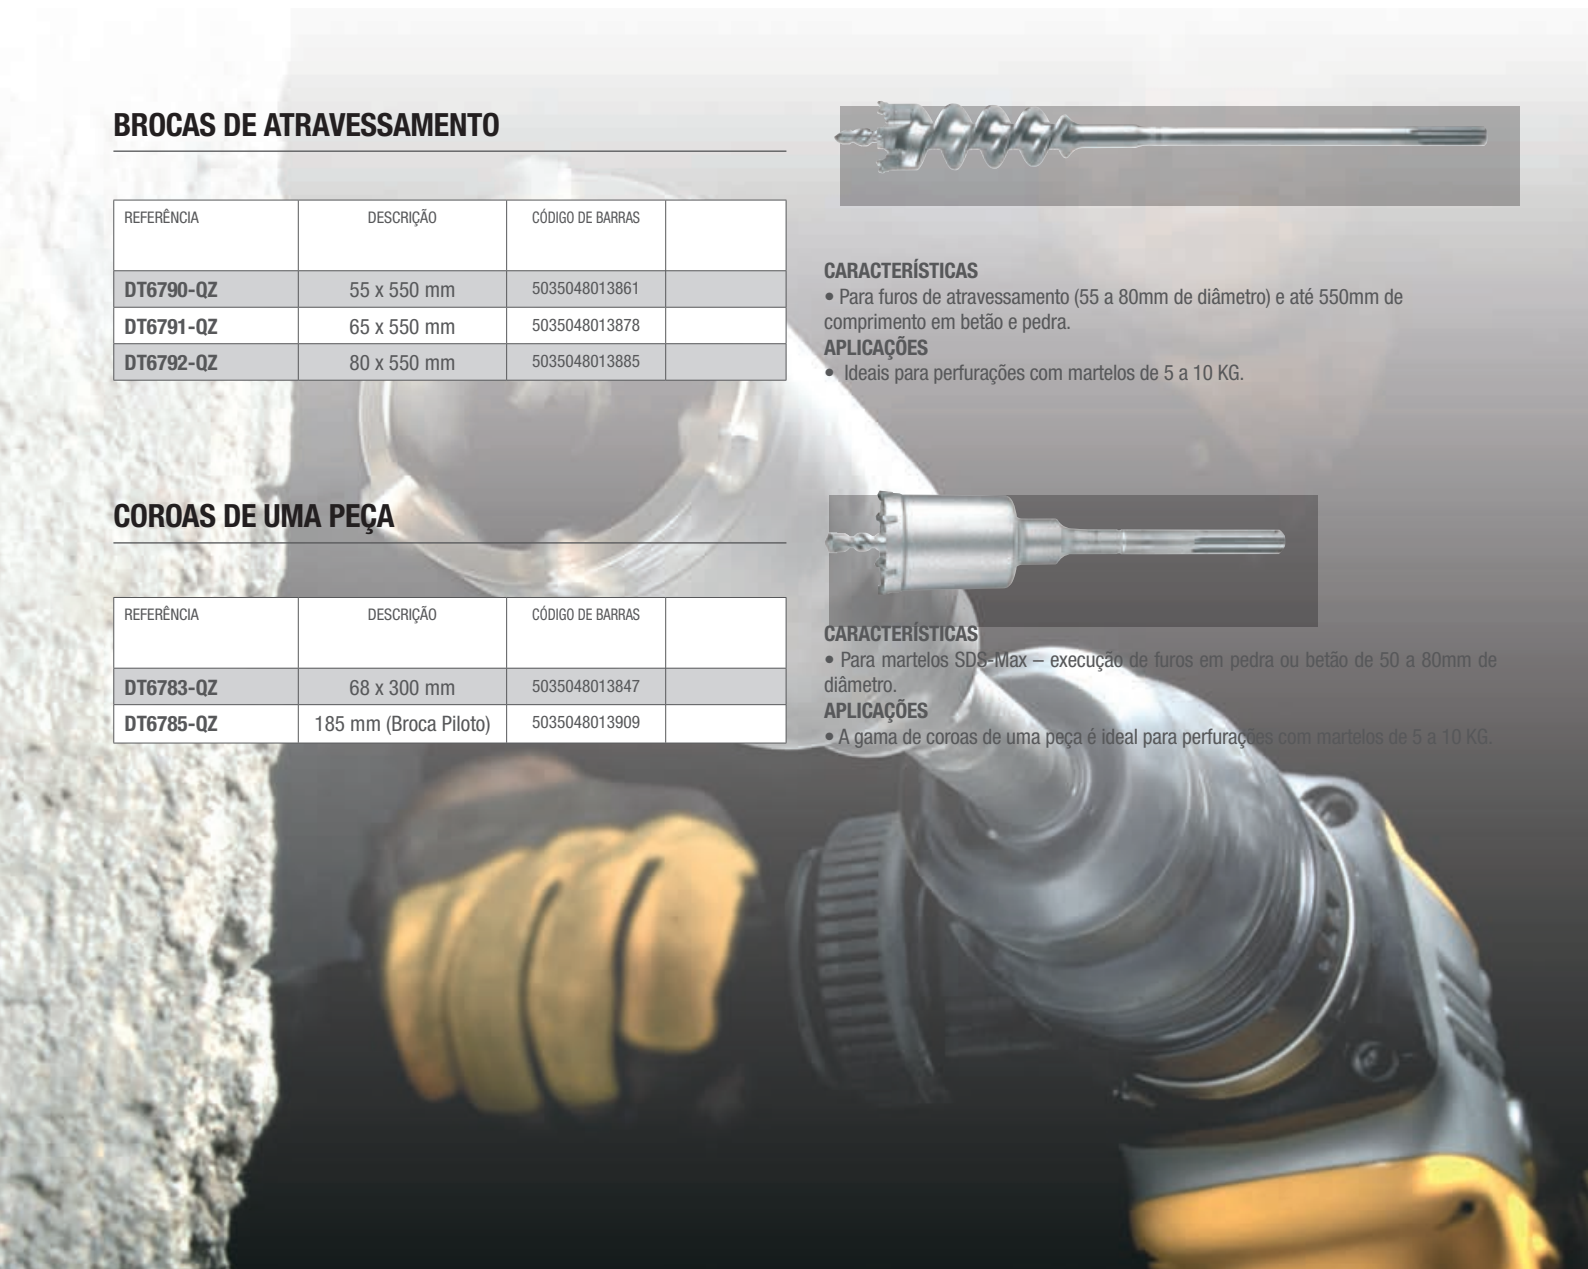 BROCAS DE ATRAVESSAMENTO
REFERÊNCIA DESCRIÇÃO CÓDIGO DE BARRAS
DT6790-QZ 55 x 550 mm 5035048013861
DT6791-QZ 65 x 550 mm 5035048013878
DT6792-QZ 80 x 550 mm 5035048013885
CARACTERÍSTICAS
• Para furos de atravessamento (55 a 80mm de diâmetro) e até 550mm de
comprimento em betão e pedra.
APLICAÇÕES
• Ideais para perfurações com martelos de 5 a 10 KG.
COROAS DE UMA PEÇA
REFERÊNCIA DESCRIÇÃO CÓDIGO DE BARRAS
DT6783-QZ 68 x 300 mm 5035048013847
DT6785-QZ 185 mm (Broca Piloto) 5035048013909
CARACTERÍSTICAS
• Para martelos SDS-Max – execução de furos em pedra ou betão de 50 a 80mm de
diâmetro.
APLICAÇÕES
• A gama de coroas de uma peça é ideal para perfurações com martelos de 5 a 10 KG.